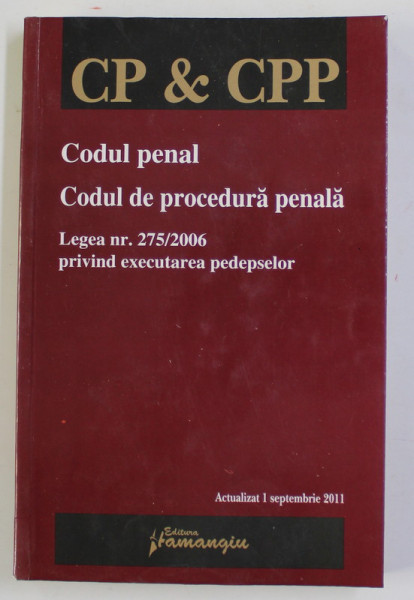 CP & CPP
Codul penal
Codul de procedură penală
Legea nr. 275/2006
privind executarea pedepselor
Actualizat 1 septembrie 2011
Editura
Hamangiu